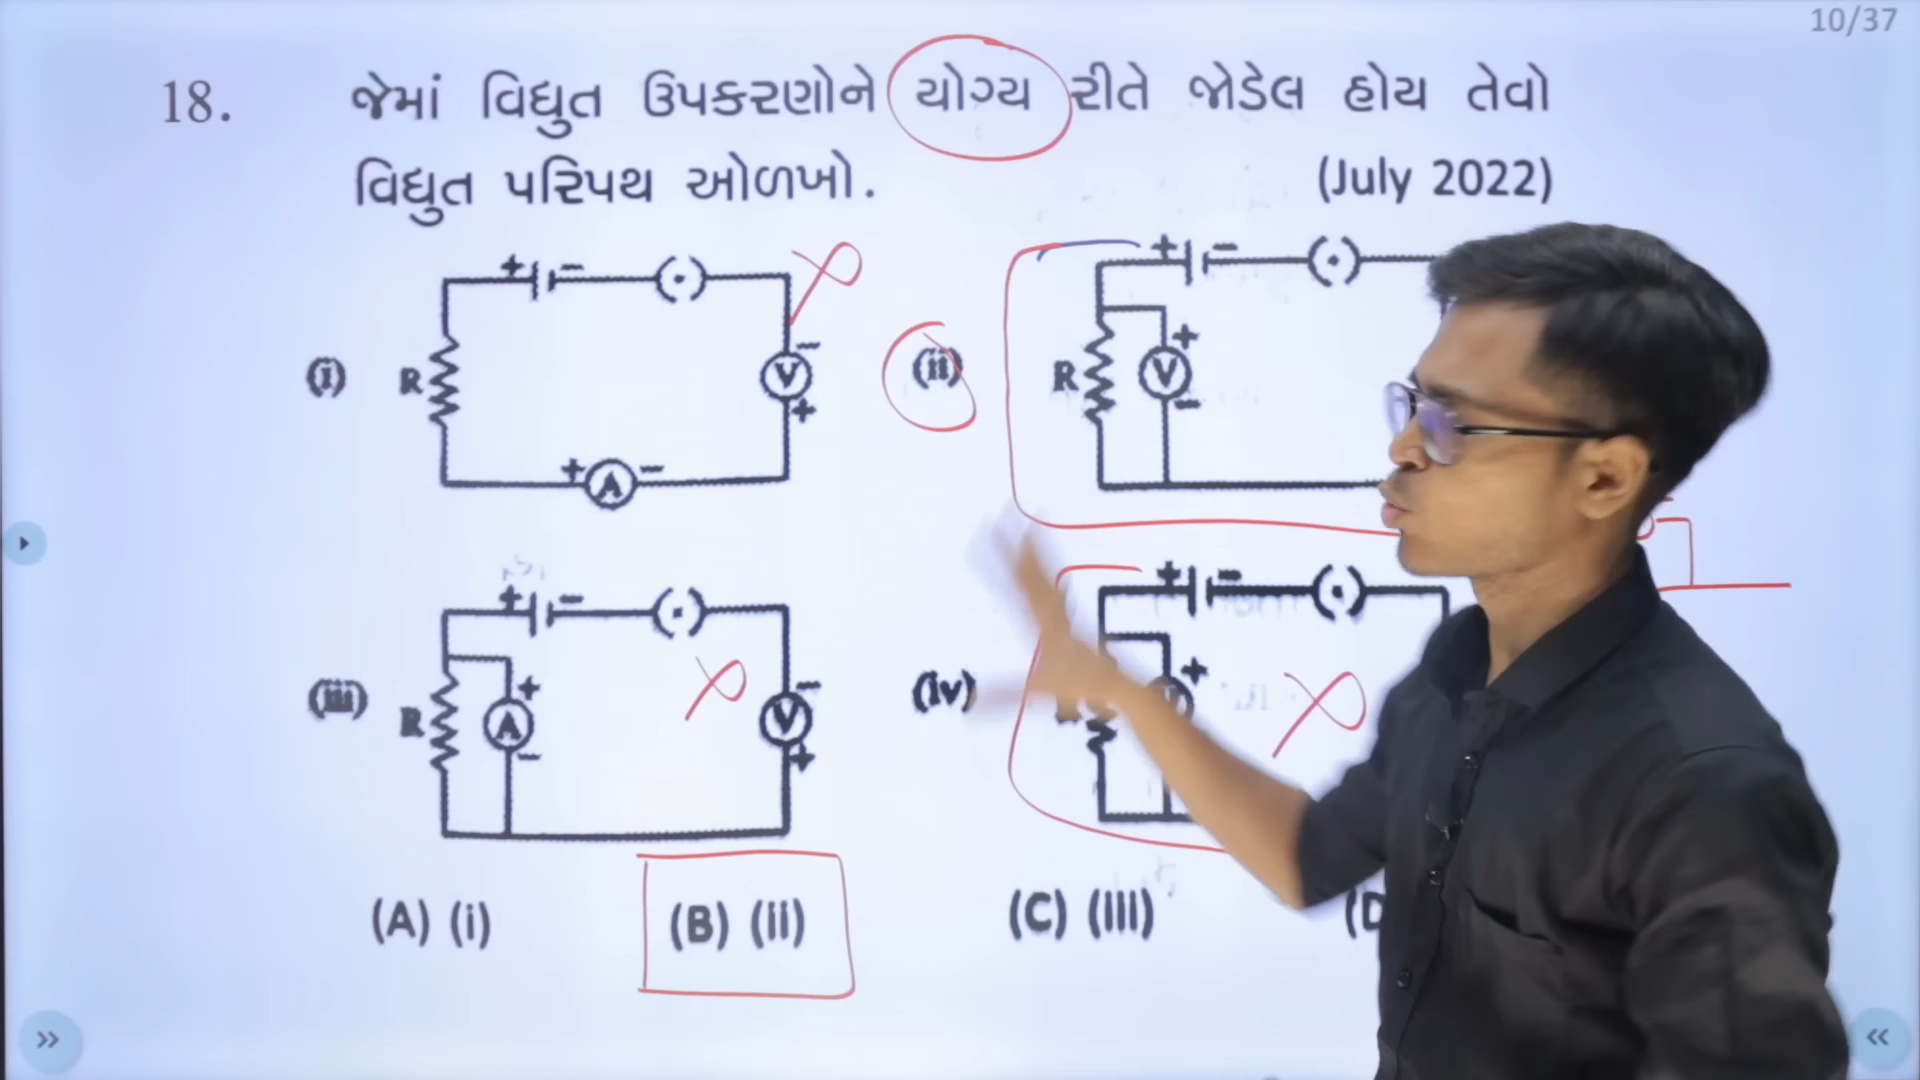 10/37
18. જેમાં વિદ્યુત ઉપકરણોને યોગ્ય રીતે જોડેલ હોય તેવો
વિદ્યુત પરિપથ ઓળખો. (July 2022)
+ −
(i) R − V +
+ A −
+ −
(ii) R + V −
+ −
(iii) R + A − − V +
+ −
(iv) +
(A) (i) (B) (ii) (C) (iii)